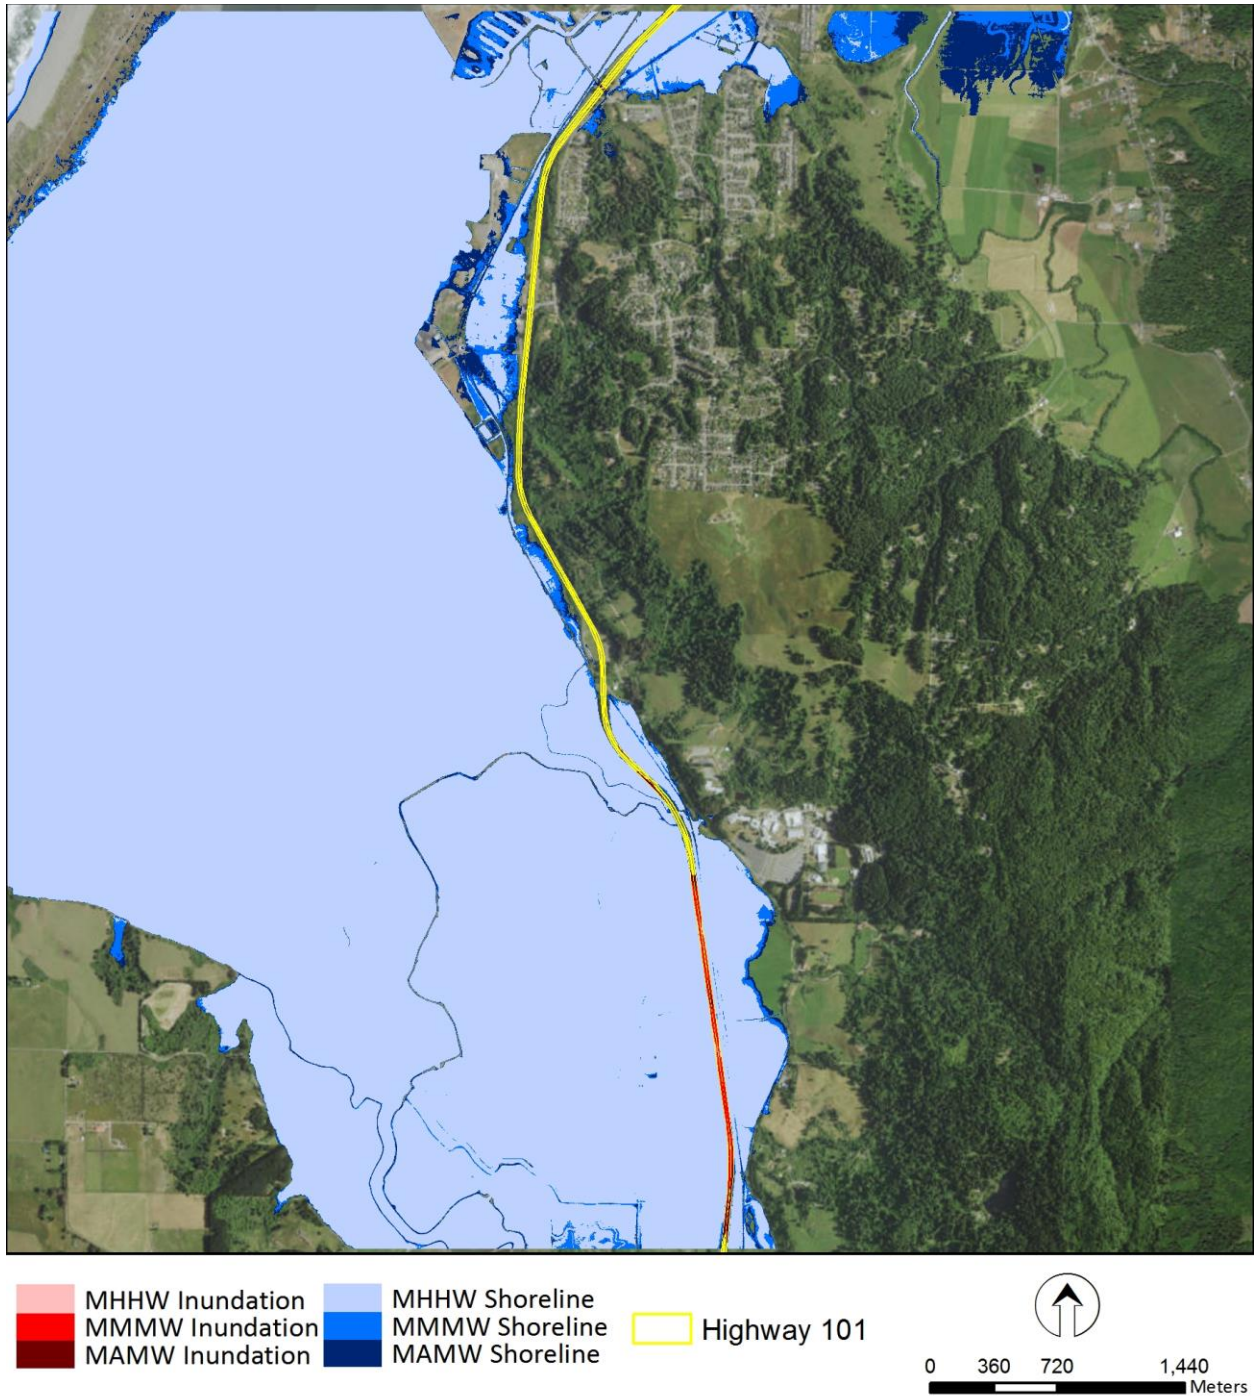 MHHW Inundation
MMMW Inundation
MAMW Inundation
MHHW Shoreline
MMMW Shoreline
MAMW Shoreline
Highway 101
0 360 720 1,440
Meters